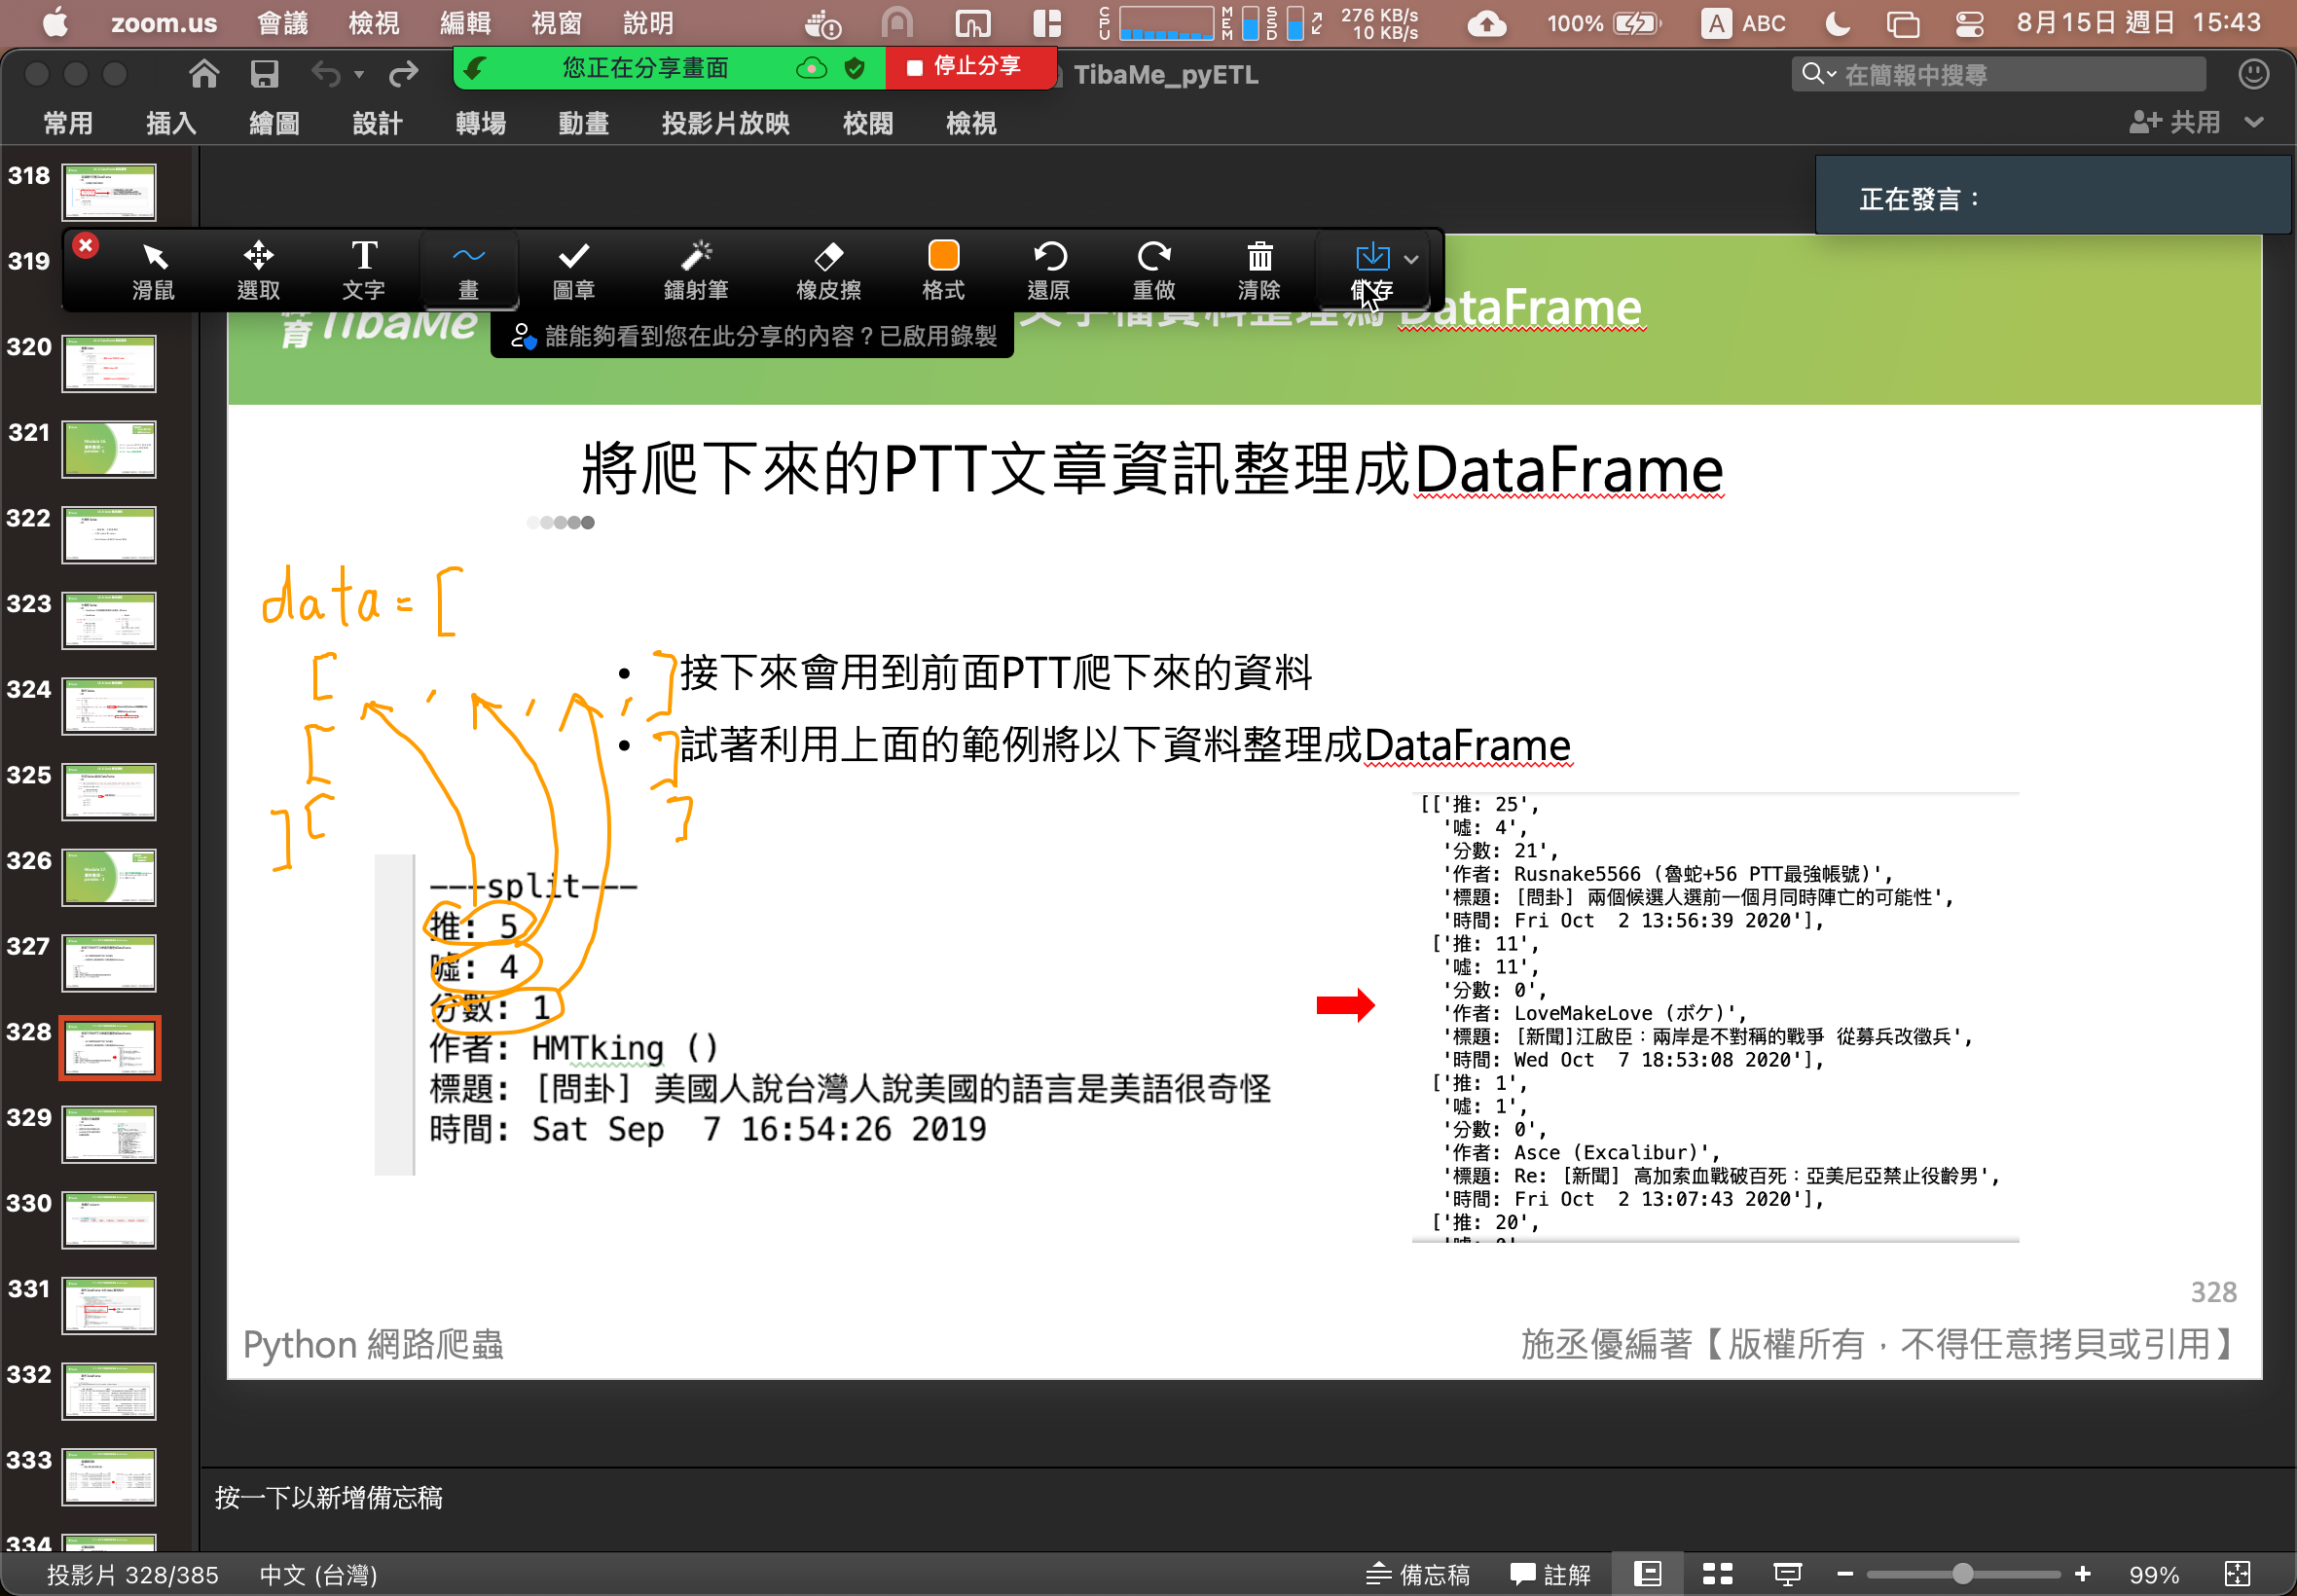 zoom.us 會議 檢視 編輯 視窗 說明 CPU MEM SSD 276 KB/s 10 KB/s 100% A ABC 8月15日 週日 15:43
您正在分享畫面 停止分享 TibaMe_pyETL 在簡報中搜尋
常用 插入 繪圖 設計 轉場 動畫 投影片放映 校閱 檢視 共用
正在發言：
滑鼠 選取 文字 畫 圖章 鐳射筆 橡皮擦 格式 還原 重做 清除 儲存
誰能夠看到您在此分享的內容？已啟用錄製
育 TibaMe 文字檔資料整理為 DataFrame
將爬下來的PTT文章資訊整理成DataFrame
data = [
[ , , , ]
[ ]
] [ ]
• 接下來會用到前面PTT爬下來的資料
• 試著利用上面的範例將以下資料整理成DataFrame
---split---
推: 5
噓: 4
分數: 1
作者: HMTking ()
標題: [問卦] 美國人說台灣人說美國的語言是美語很奇怪
時間: Sat Sep  7 16:54:26 2019
[['推: 25',
'噓: 4',
'分數: 21',
'作者: Rusnake5566 (魯蛇+56 PTT最強帳號)',
'標題: [問卦] 兩個候選人選前一個月同時陣亡的可能性',
'時間: Fri Oct  2 13:56:39 2020'],
['推: 11',
'噓: 11',
'分數: 0',
'作者: LoveMakeLove (ボケ)',
'標題: [新聞]江啟臣：兩岸是不對稱的戰爭 從募兵改徵兵',
'時間: Wed Oct  7 18:53:08 2020'],
['推: 1',
'噓: 1',
'分數: 0',
'作者: Asce (Excalibur)',
'標題: Re: [新聞] 高加索血戰破百死：亞美尼亞禁止役齡男',
'時間: Fri Oct  2 13:07:43 2020'],
['推: 20',
328
Python 網路爬蟲
施丞優編著【版權所有，不得任意拷貝或引用】
318
319
320
321
322
323
324
325
326
327
328
329
330
331
332
333
334
按一下以新增備忘稿
投影片 328/385 中文 (台灣) 備忘稿 註解 99%